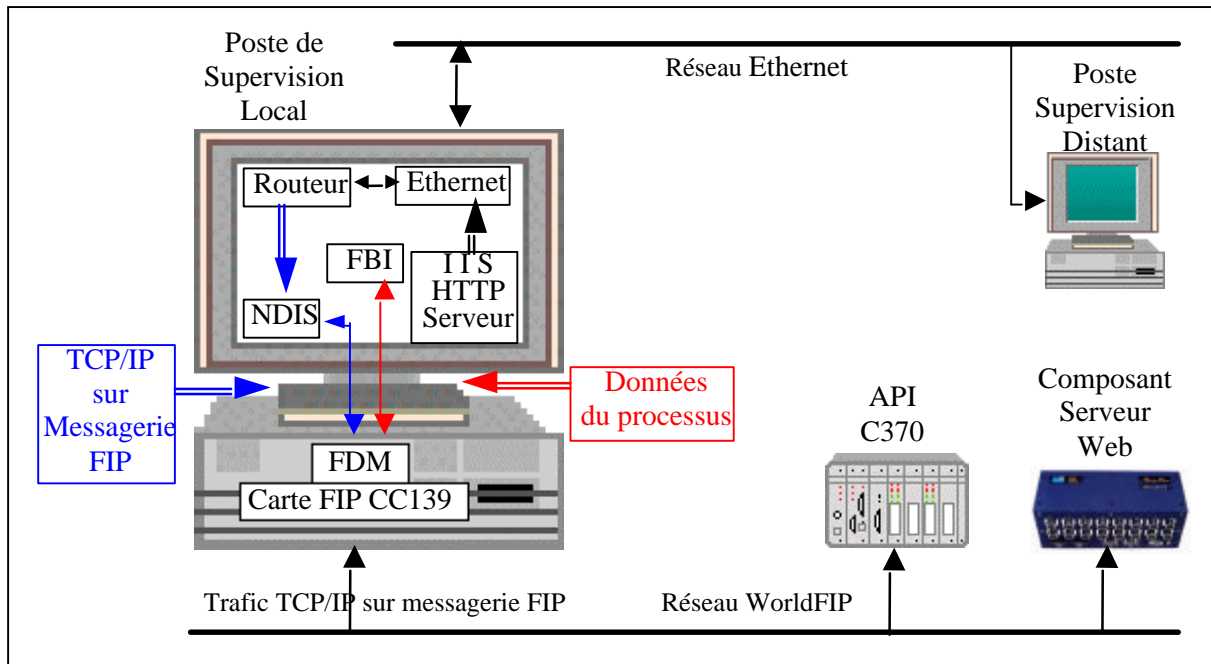 Poste de
Supervision
Local
Réseau Ethernet
Poste
Supervision
Distant
Routeur
Ethernet
FBI
I I S
HTTP
Serveur
NDIS
TCP/IP
sur
Messagerie
FIP
Données
du processus
API
C370
Composant
Serveur
Web
FDM
Carte FIP CC139
Trafic TCP/IP sur messagerie FIP
Réseau WorldFIP